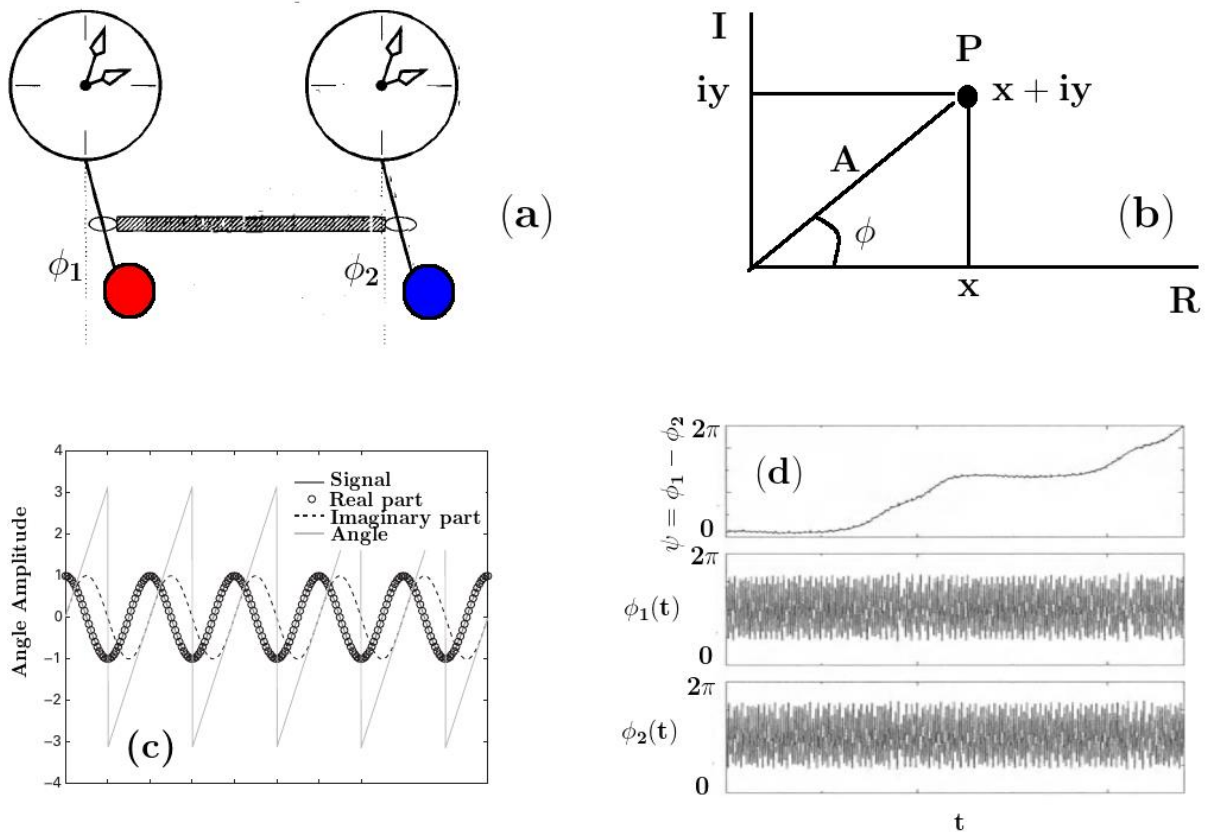 ϕ1
ϕ2
(a)
I
P
iy
x + iy
A
ϕ
(b)
x
R
4
3
2
1
0
−1
−2
−3
−4
Angle Amplitude
Signal
Real part
Imaginary part
Angle
(c)
ψ = ϕ1 − ϕ2
2π
0
(d)
2π
ϕ1(t)
0
2π
ϕ2(t)
0
t